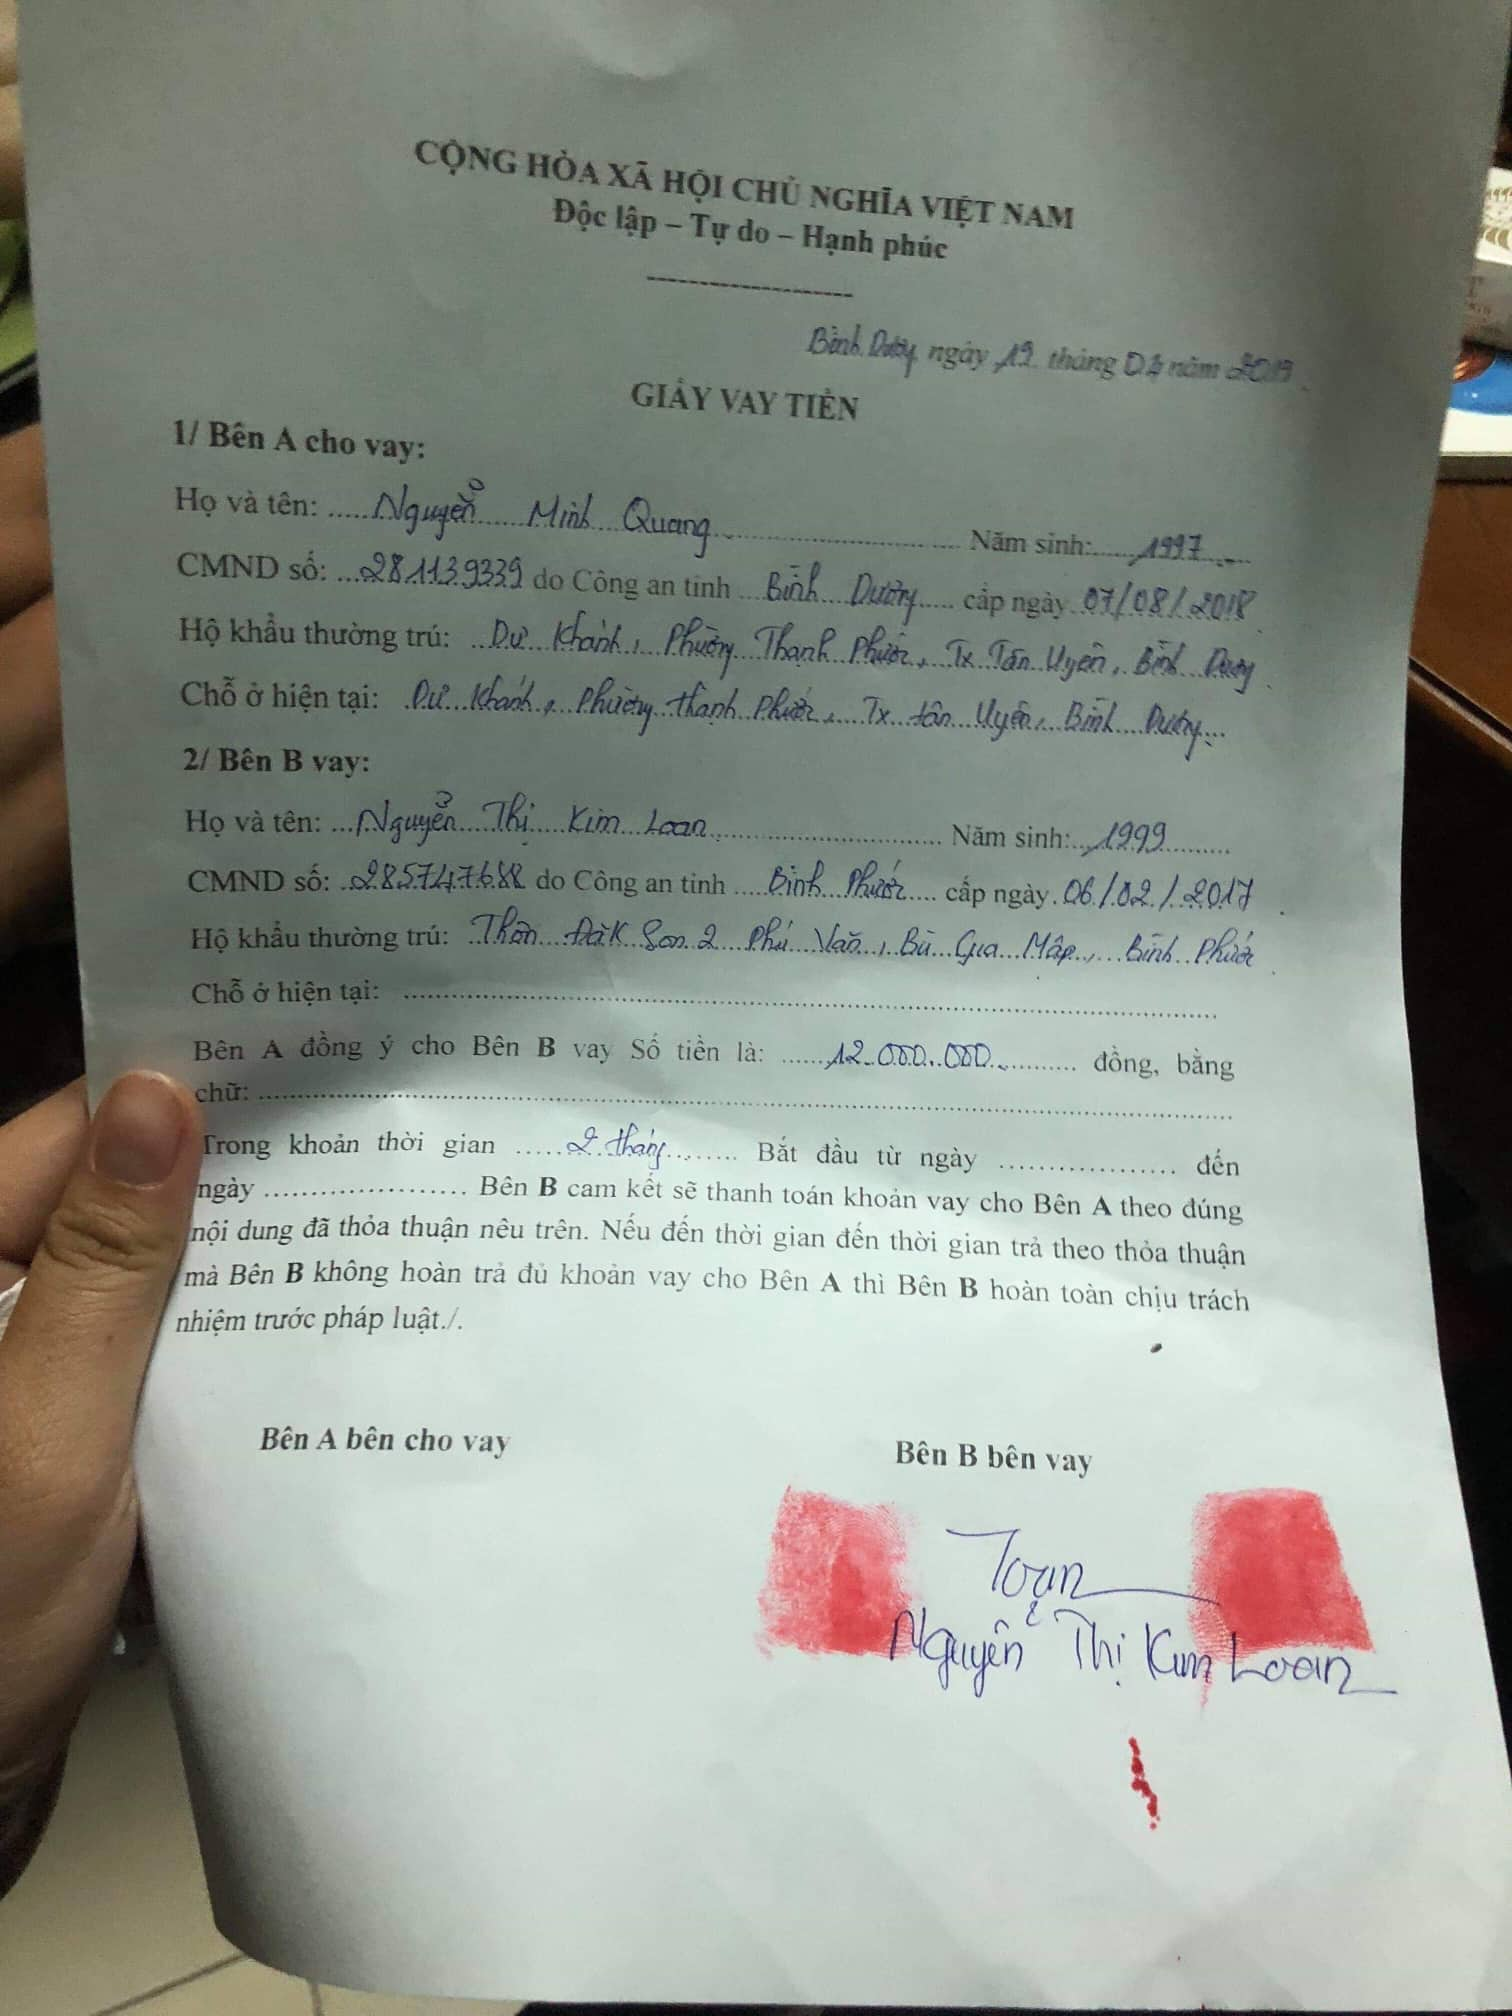 CỘNG HÒA XÃ HỘI CHỦ NGHĨA VIỆT NAM
Độc lập – Tự do – Hạnh phúc
--------------------
Bình Dương, ngày 19 tháng năm 2019
GIẤY VAY TIỀN
1/ Bên A cho vay:
Họ và tên: Nguyễn Minh Quang Năm sinh: 1997
CMND số: 281139339 do Công an tỉnh Bình Dương cấp ngày 07/08/2018
Hộ khẩu thường trú: Dư Khánh, Phường Thạnh Phước, Tx Tân Uyên, Bình Dương
Chỗ ở hiện tại: Dư Khánh, Phường thạnh Phước, Tx tân Uyên, Bình Dương
2/ Bên B vay:
Họ và tên: Nguyễn Thị Kim Loan Năm sinh: 1999
CMND số: 285747688 do Công an tỉnh Bình Phước cấp ngày 06/02/2017
Hộ khẩu thường trú: Thôn Đăk Son 2 Phú Văn, Bù Gia Mập, Bình Phước
Chỗ ở hiện tại:
Bên A đồng ý cho Bên B vay Số tiền là: 12.000.000 đồng, bằng
chữ:
Trong khoản thời gian 2 tháng Bắt đầu từ ngày đến
ngày Bên B cam kết sẽ thanh toán khoản vay cho Bên A theo đúng
nội dung đã thỏa thuận nêu trên. Nếu đến thời gian đến thời gian trả theo thỏa thuận
mà Bên B không hoàn trả đủ khoản vay cho Bên A thì Bên B hoàn toàn chịu trách
nhiệm trước pháp luật./.
Bên A bên cho vay Bên B bên vay
Loan
Nguyễn Thị Kim Loan